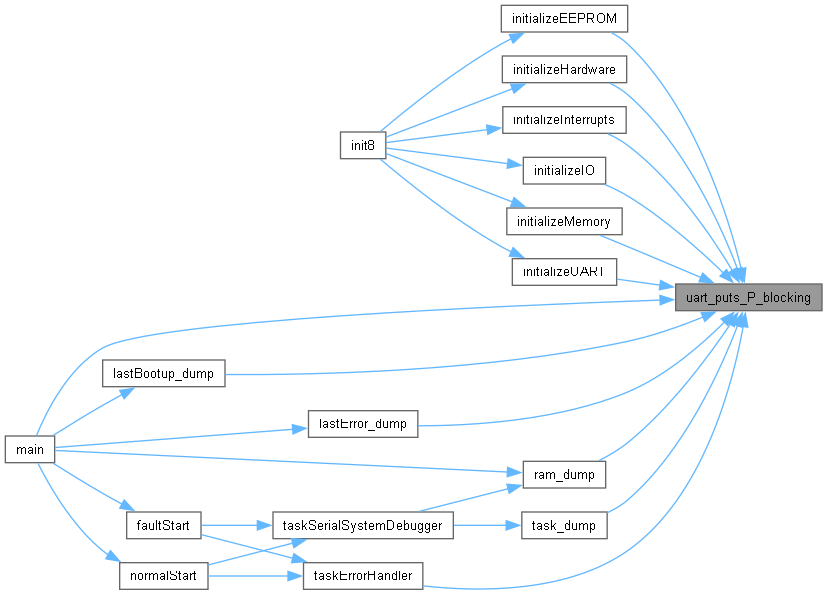 initializeEEPROM
initializeHardware
initializeInterrupts
init8
initializeIO
initializeMemory
initializeUART
uart_puts_P_blocking
lastBootup_dump
lastError_dump
main
ram_dump
faultStart
taskSerialSystemDebugger
task_dump
normalStart
taskErrorHandler